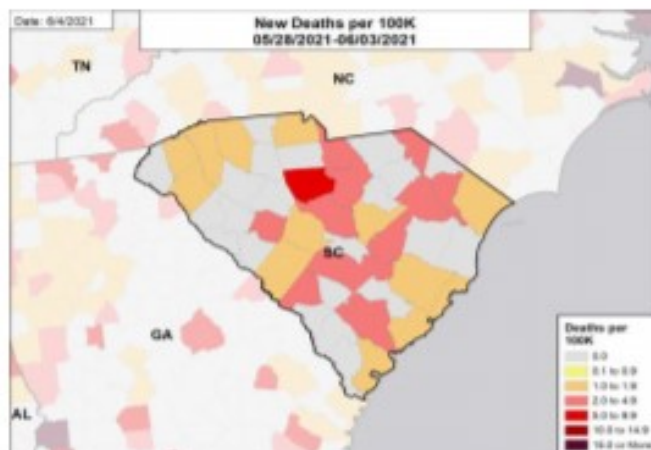 Date: 6/4/2021
New Deaths per 100K
05/28/2021-06/03/2021
TN
NC
SC
GA
AL
Deaths per
100K
0.0
0.1 to 0.9
1.0 to 1.9
2.0 to 4.9
5.0 to 9.9
10.0 to 14.9
15.0 or More